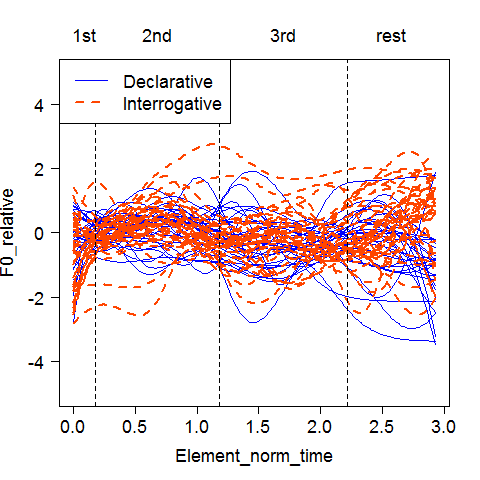 1st 2nd 3rd rest
Declarative
Interrogative
F0_relative
4
2
0
-2
-4
0.0 0.5 1.0 1.5 2.0 2.5 3.0
Element_norm_time